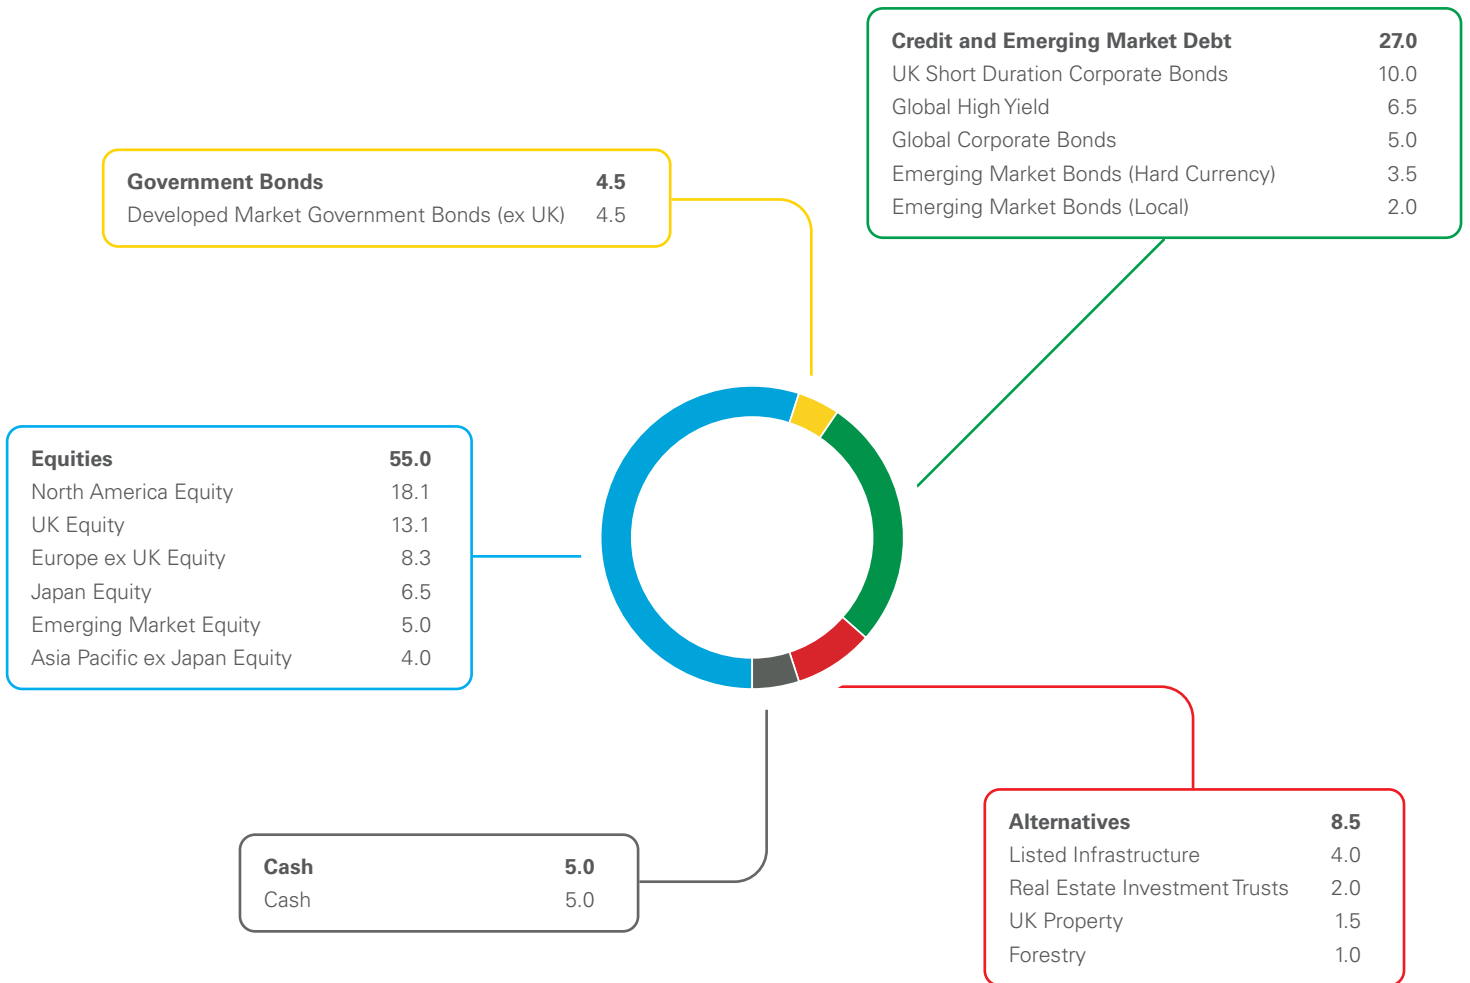 Credit and Emerging Market Debt 27.0
UK Short Duration Corporate Bonds 10.0
Global High Yield 6.5
Global Corporate Bonds 5.0
Emerging Market Bonds (Hard Currency) 3.5
Emerging Market Bonds (Local) 2.0
Government Bonds 4.5
Developed Market Government Bonds (ex UK) 4.5
Equities 55.0
North America Equity 18.1
UK Equity 13.1
Europe ex UK Equity 8.3
Japan Equity 6.5
Emerging Market Equity 5.0
Asia Pacific ex Japan Equity 4.0
Alternatives 8.5
Listed Infrastructure 4.0
Real Estate Investment Trusts 2.0
UK Property 1.5
Forestry 1.0
Cash 5.0
Cash 5.0